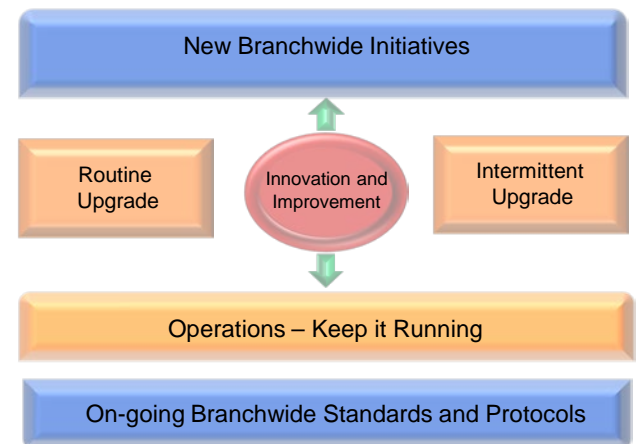 New Branchwide Initiatives
Routine
Upgrade
Innovation and
Improvement
Intermittent
Upgrade
Operations – Keep it Running
On-going Branchwide Standards and Protocols